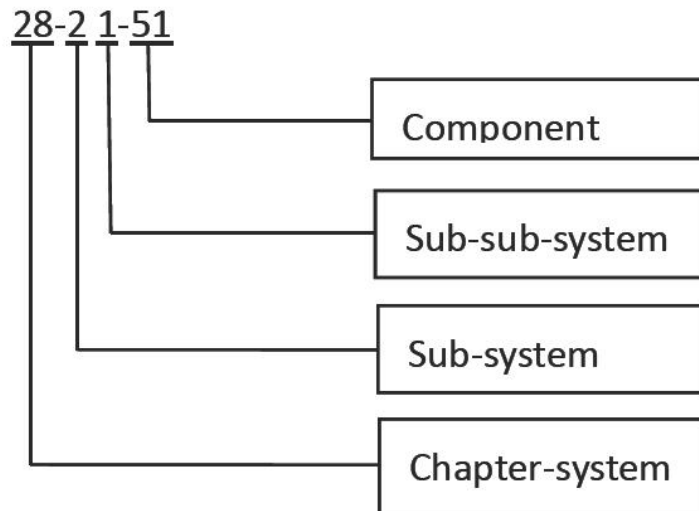 28-2 1-51
Component
Sub-sub-system
Sub-system
Chapter-system